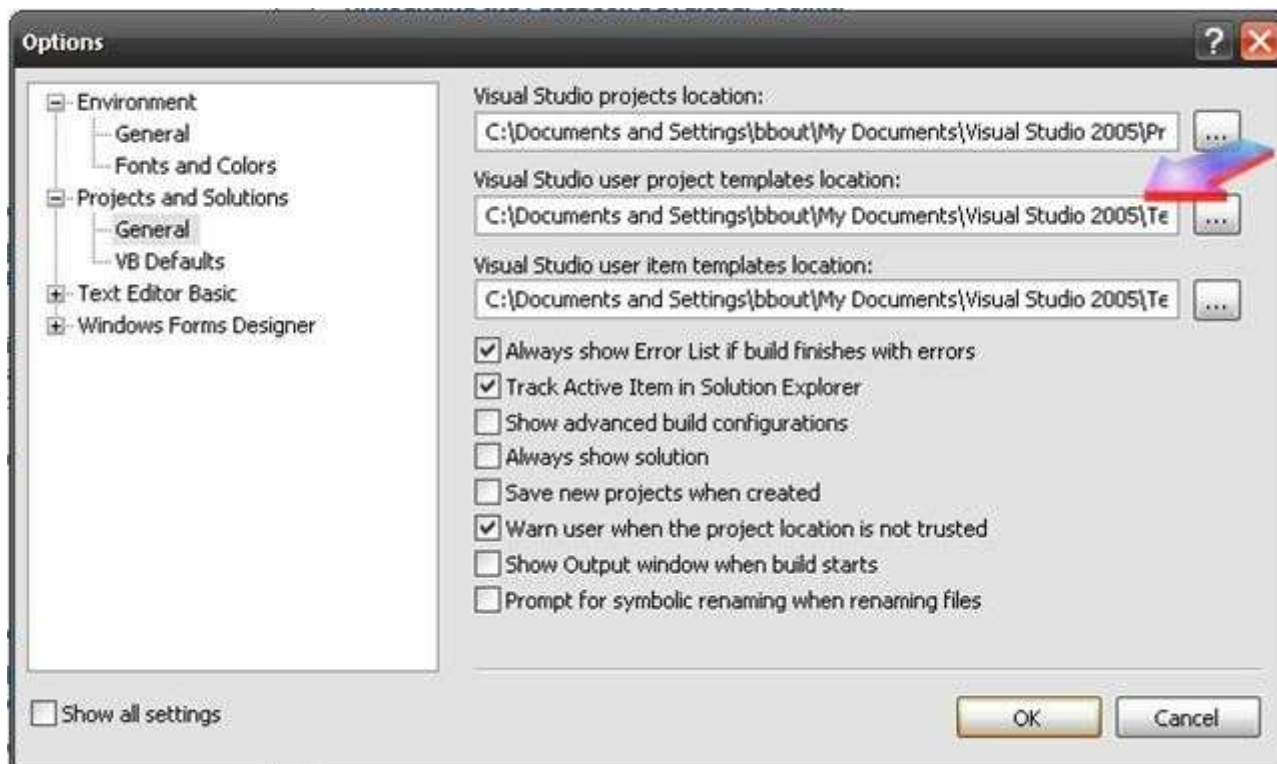 Options
Environment
General
Fonts and Colors
Projects and Solutions
General
VB Defaults
Text Editor Basic
Windows Forms Designer
Show all settings
Visual Studio projects location:
C:\Documents and Settings\bbout\My Documents\Visual Studio 2005\Pr
...
Visual Studio user project templates location:
C:\Documents and Settings\bbout\My Documents\Visual Studio 2005\Te
...
Visual Studio user item templates location:
C:\Documents and Settings\bbout\My Documents\Visual Studio 2005\Te
...
Always show Error List if build finishes with errors
Track Active Item in Solution Explorer
Show advanced build configurations
Always show solution
Save new projects when created
Warn user when the project location is not trusted
Show Output window when build starts
Prompt for symbolic renaming when renaming files
OK
Cancel